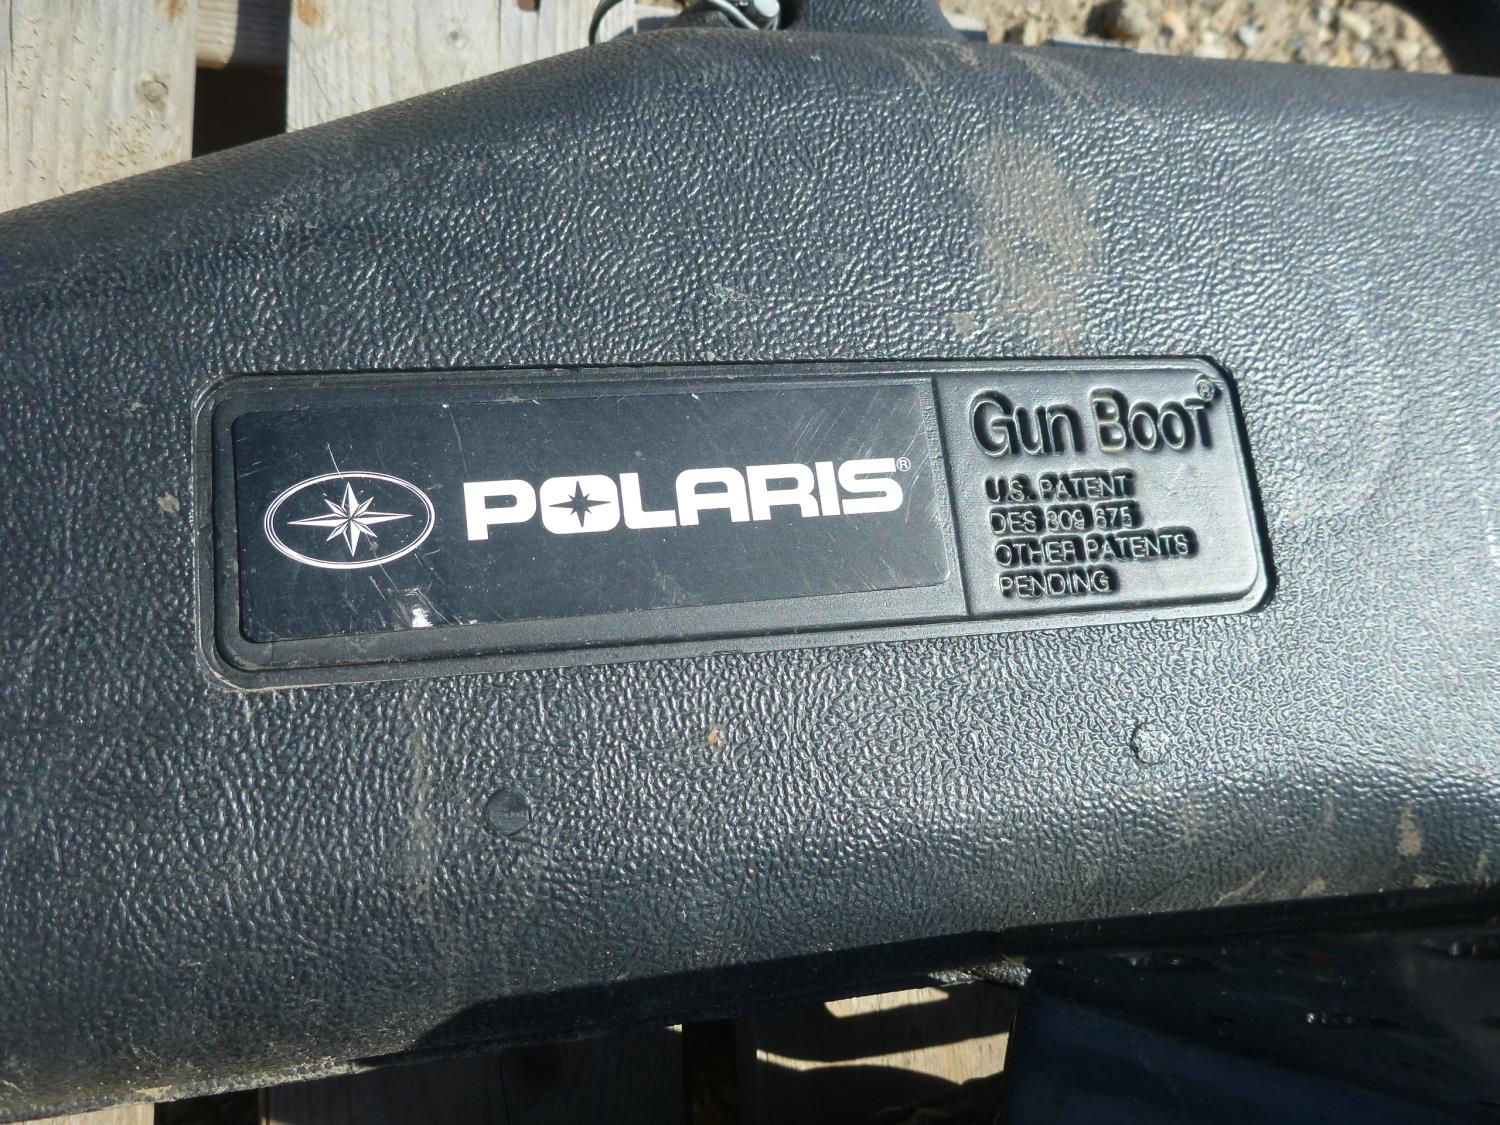 POLARIS®
Gun Boot®
U.S. PATENT
DES 309 675
OTHER PATENTS
PENDING